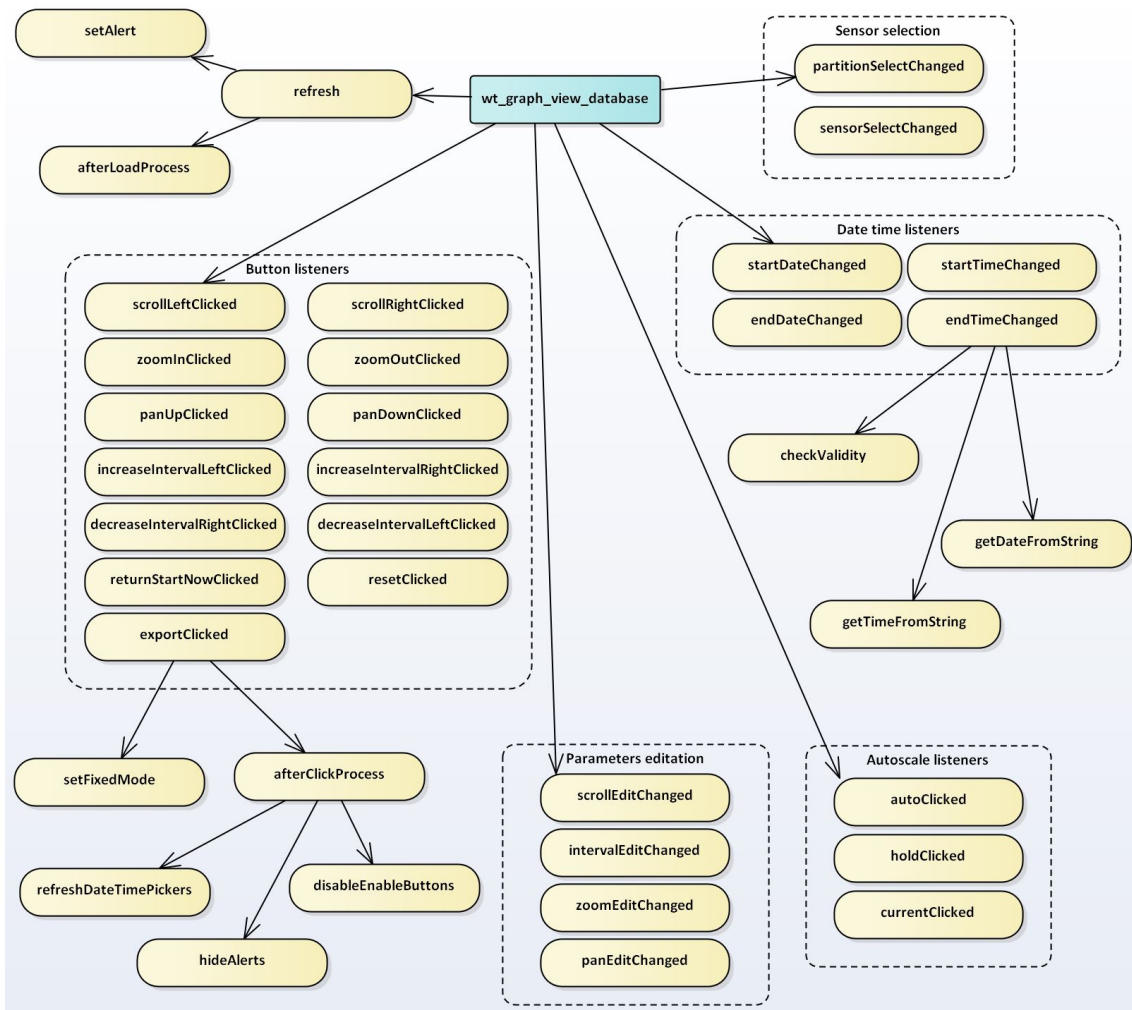 setAlert
Sensor selection
partitionSelectChanged
refresh
wt_graph_view_database
sensorSelectChanged
afterLoadProcess
Date time listeners
startDateChanged
startTimeChanged
endDateChanged
endTimeChanged
Button listeners
scrollLeftClicked
scrollRightClicked
zoomInClicked
zoomOutClicked
panUpClicked
panDownClicked
increaseIntervalLeftClicked
increaseIntervalRightClicked
decreaseIntervalRightClicked
decreaseIntervalLeftClicked
returnStartNowClicked
resetClicked
exportClicked
checkValidity
getDateFromString
getTimeFromString
setFixedMode
afterClickProcess
refreshDateTimePickers
disableEnableButtons
hideAlerts
Parameters editation
scrollEditChanged
intervalEditChanged
zoomEditChanged
panEditChanged
Autoscale listeners
autoClicked
holdClicked
currentClicked